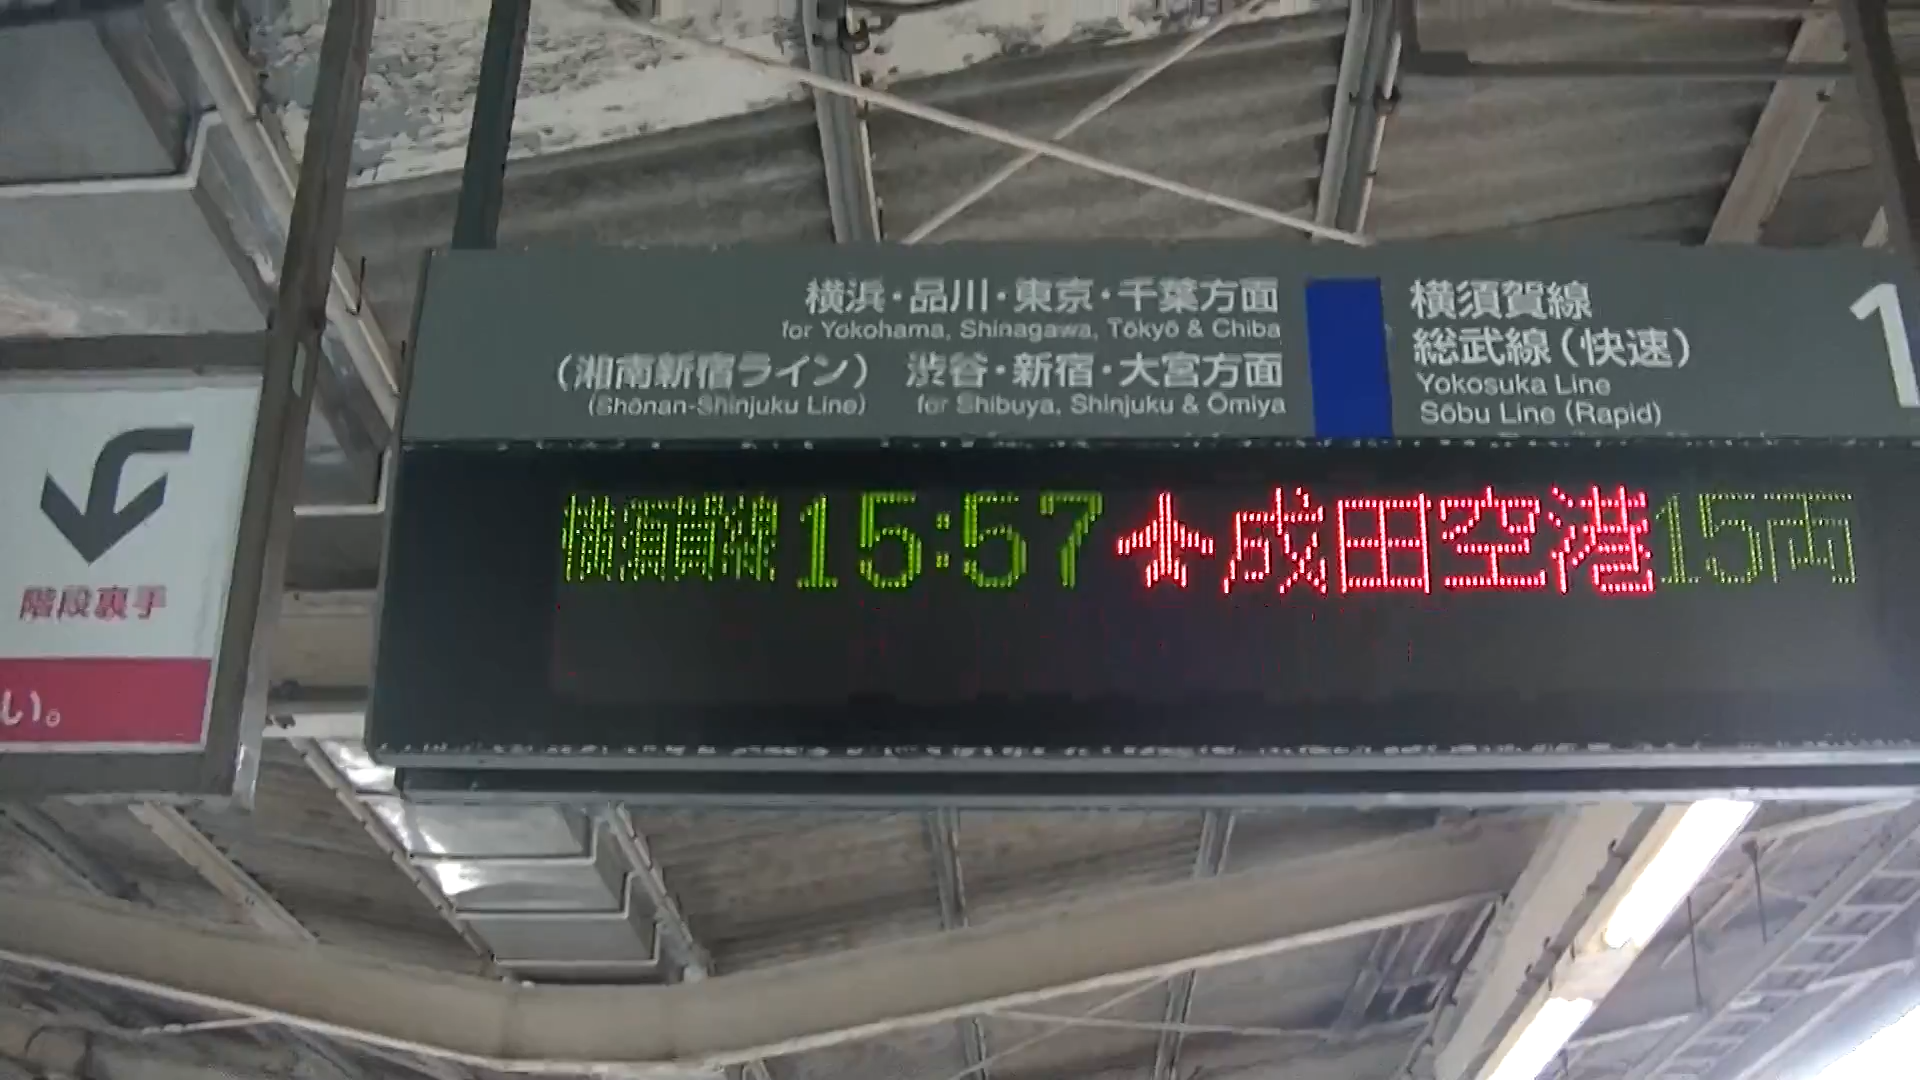 横浜・品川・東京・千葉方面
for Yokohama, Shinagawa, Tōkyō & Chiba
(湘南新宿ライン) 渋谷・新宿・大宮方面
(Shōnan-Shinjuku Line) for Shibuya, Shinjuku & Ōmiya
横須賀線
総武線(快速)
Yokosuka Line
Sōbu Line (Rapid)
1
横須賀線 15:57 成田空港 15両
階段裏手
い。